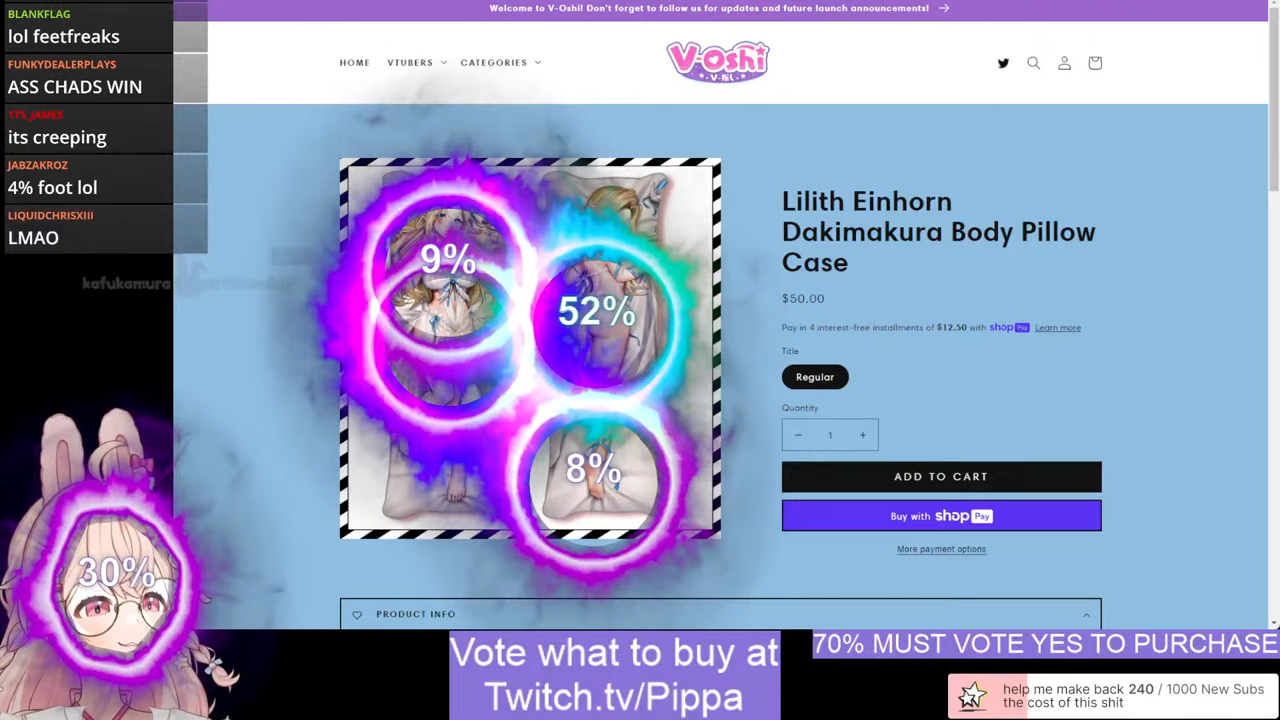 BLANKFLAG
lol feetfreaks
FUNKYDEALERPLAYS
ASS CHADS WIN
1TS_JAMES
its creeping
JABZAKROZ
4% foot lol
LIQUIDCHRISXIII
LMAO
kafukamura
30%
Welcome to V-Oshi! Don't forget to follow us for updates and future launch announcements! →
HOME VTUBERS CATEGORIES
V-Oshi
V-推し
9%
52%
8%
Lilith Einhorn
Dakimakura Body Pillow
Case
$50.00
Pay in 4 interest-free installments of $12.50 with shop Pay Learn more
Title
Regular
Quantity
− 1 +
ADD TO CART
Buy with shop Pay
More payment options
PRODUCT INFO
Vote what to buy at
Twitch.tv/Pippa
70% MUST VOTE YES TO PURCHASE
help me make back 240 / 1000 New Subs
the cost of this shit